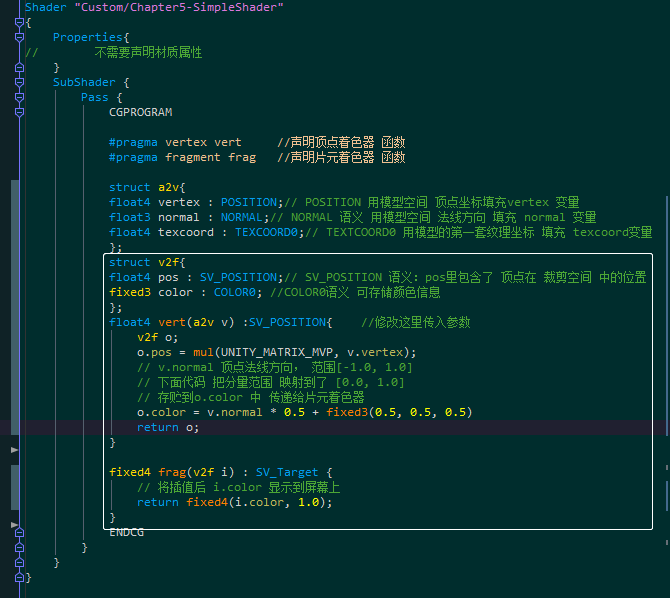 Shader "Custom/Chapter5-SimpleShader"
{
Properties{
// 不需要声明材质属性
}
SubShader {
Pass {
CGPROGRAM
#pragma vertex vert //声明顶点着色器 函数
#pragma fragment frag //声明片元着色器 函数
struct a2v{
float4 vertex : POSITION;// POSITION 用模型空间 顶点坐标填充vertex 变量
float3 normal : NORMAL;// NORMAL 语义 用模型空间 法线方向 填充 normal 变量
float4 texcoord : TEXCOORD0;// TEXTCOORD0 用模型的第一套纹理坐标 填充 texcoord变量
};
struct v2f{
float4 pos : SV_POSITION;// SV_POSITION 语义: pos里包含了 顶点在 裁剪空间 中的位置
fixed3 color : COLOR0; //COLOR0语义 可存储颜色信息
};
float4 vert(a2v v) :SV_POSITION{ //修改这里传入参数
v2f o;
o.pos = mul(UNITY_MATRIX_MVP, v.vertex);
// v.normal 顶点法线方向, 范围[-1.0, 1.0]
// 下面代码 把分量范围 映射到了 [0.0, 1.0]
// 存贮到o.color 中 传递给片元着色器
o.color = v.normal * 0.5 + fixed3(0.5, 0.5, 0.5)
return o;
}
fixed4 frag(v2f i) : SV_Target {
// 将插值后 i.color 显示到屏幕上
return fixed4(i.color, 1.0);
}
ENDCG
}
}
}